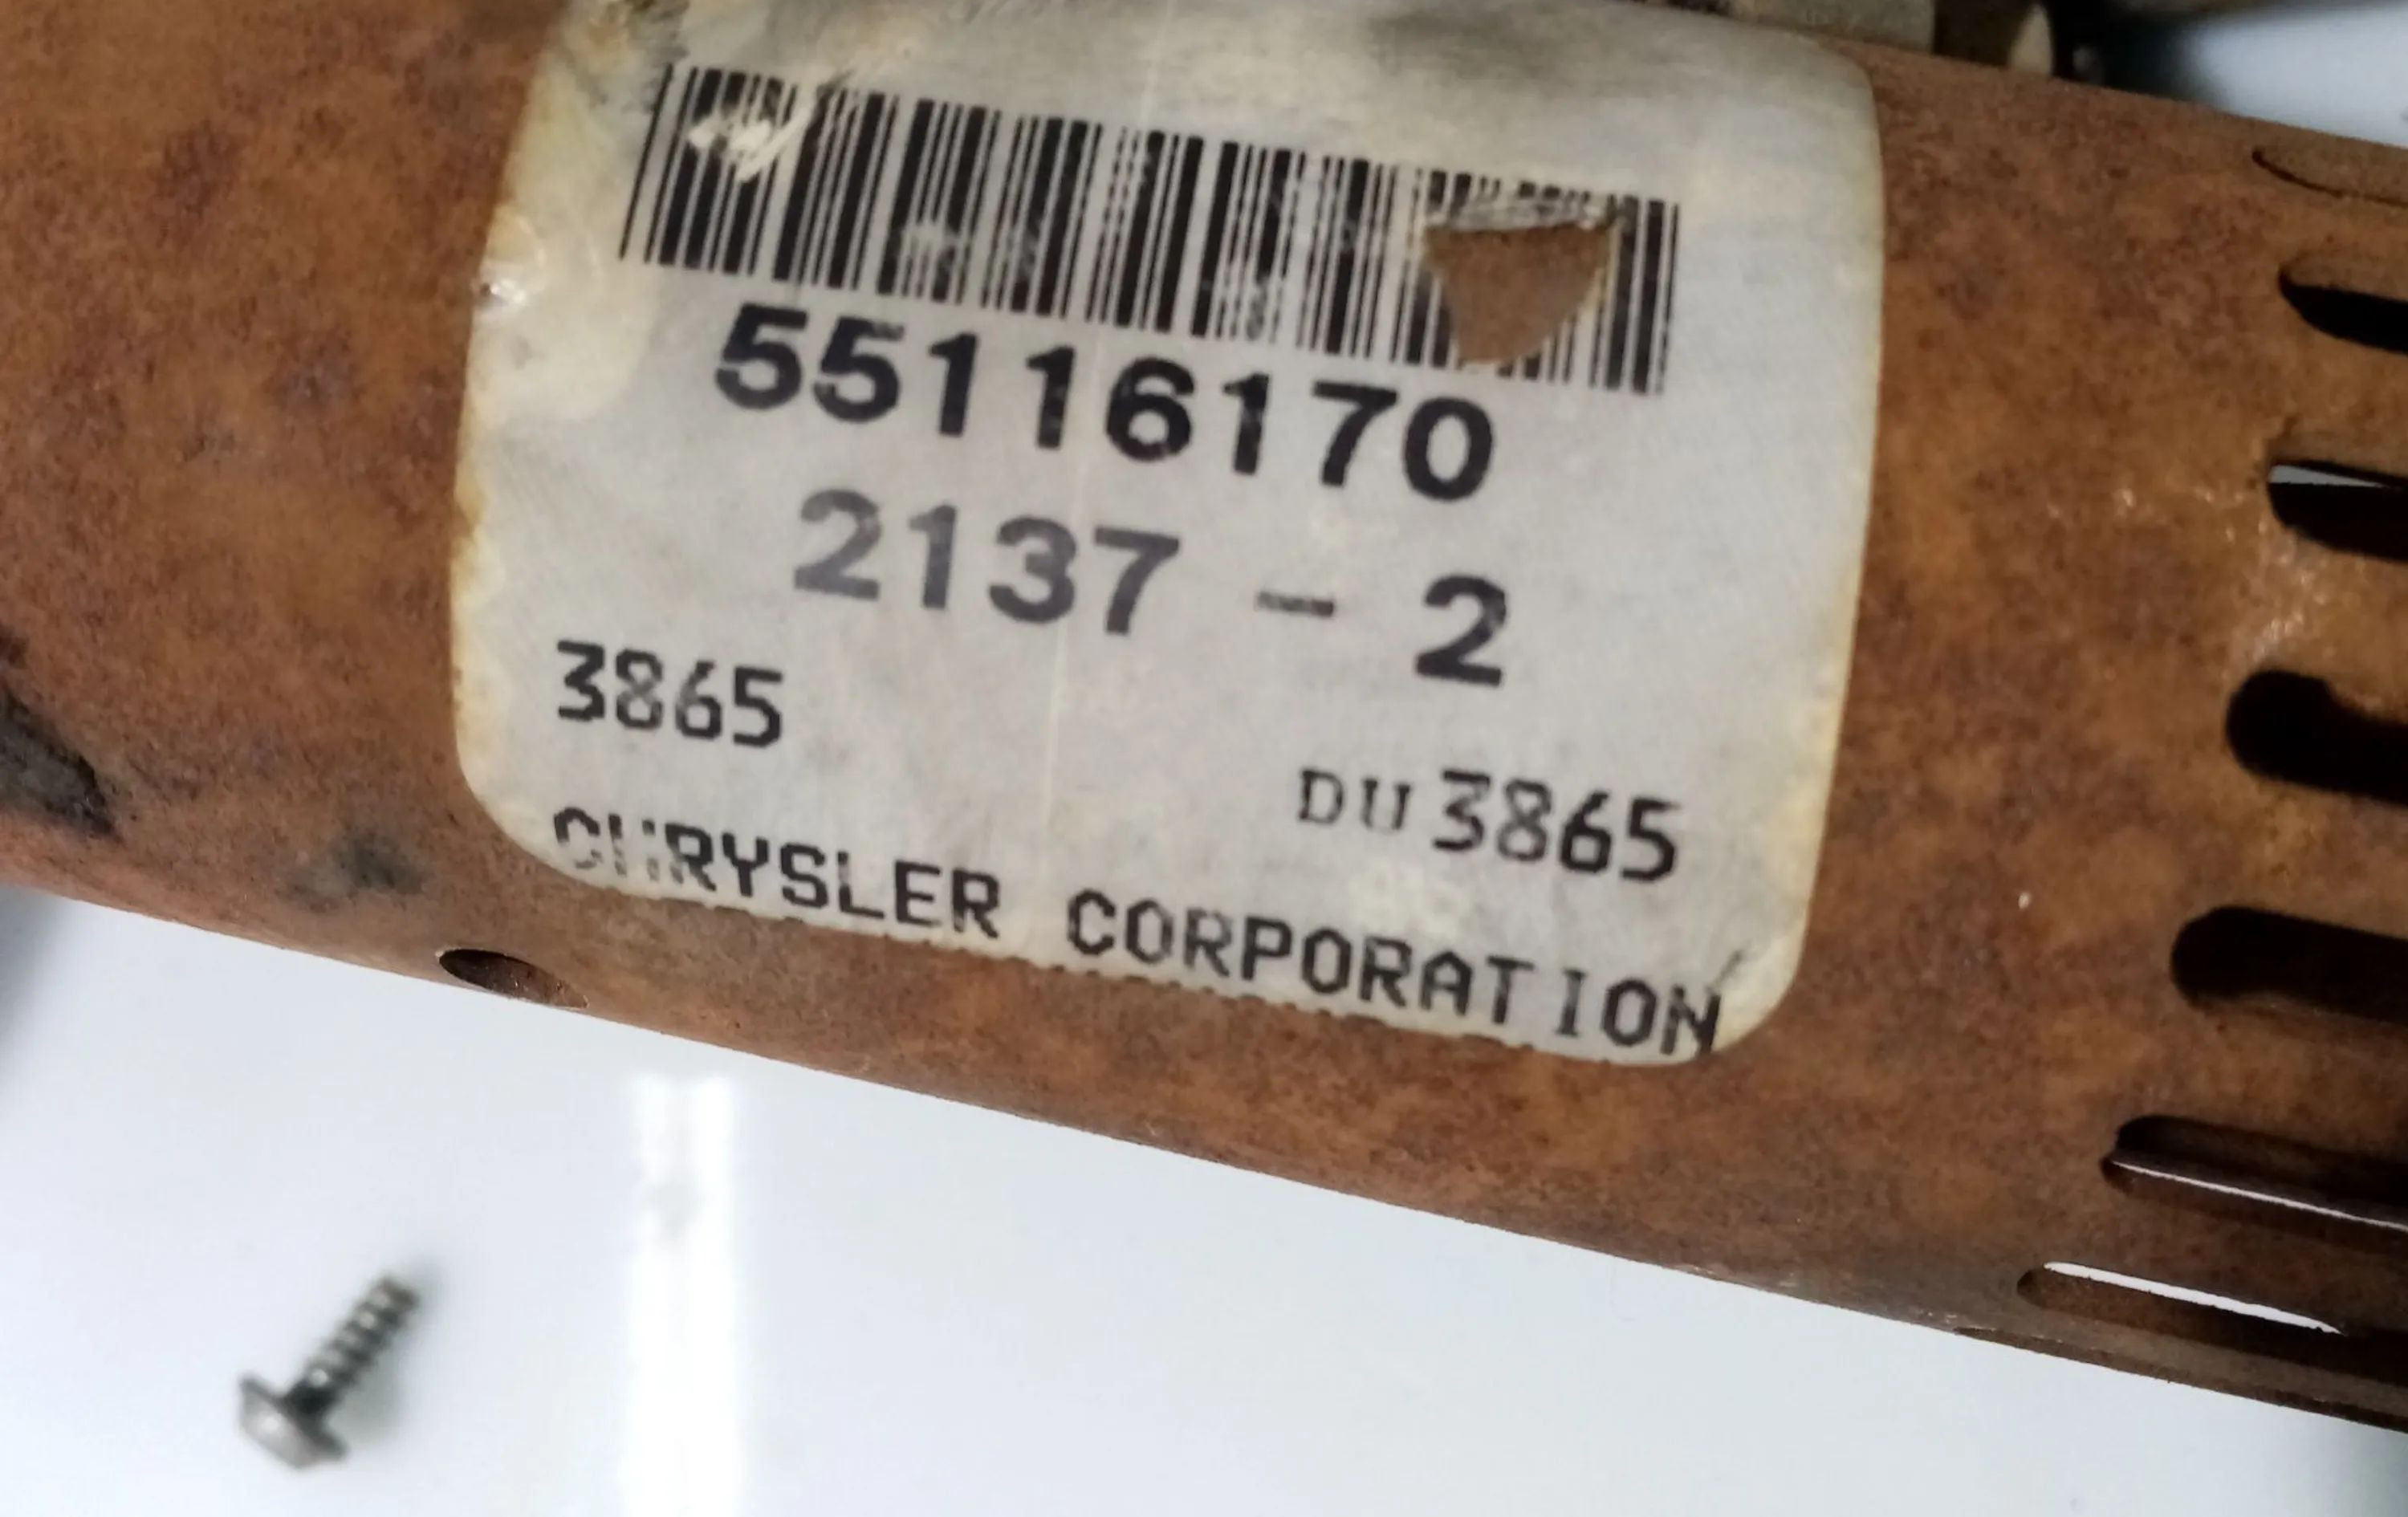 55116170
2137 - 2
3865
DU 3865
CHRYSLER CORPORATION